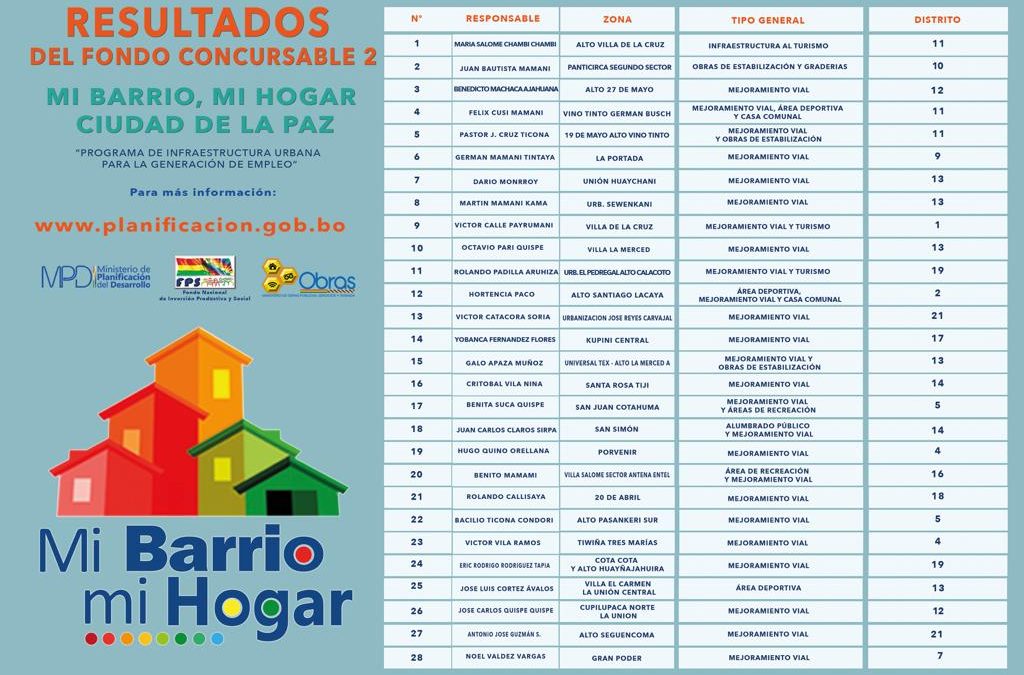 RESULTADOS
DEL FONDO CONCURSABLE 2
MI BARRIO, MI HOGAR
CIUDAD DE LA PAZ
“PROGRAMA DE INFRAESTRUCTURA URBANA
PARA LA GENERACIÓN DE EMPLEO”
Para más información:
www.planificacion.gob.bo
MPD Ministerio de
Planificación
del Desarrollo
FPS
Fondo Nacional
de Inversión Productiva y Social
Obras
MINISTERIO DE OBRAS PÚBLICAS, SERVICIOS Y VIVIENDA
Mi Barrio
mi Hogar
N° RESPONSABLE ZONA TIPO GENERAL DISTRITO
1 MARIA SALOME CHAMBI CHAMBI ALTO VILLA DE LA CRUZ INFRAESTRUCTURA AL TURISMO 11
2 JUAN BAUTISTA MAMANI PANTICIRCA SEGUNDO SECTOR OBRAS DE ESTABILIZACIÓN Y GRADERIAS 10
3 BENEDICTO MACHACA AJAHUANA ALTO 27 DE MAYO MEJORAMIENTO VIAL 12
4 FELIX CUSI MAMANI VINO TINTO GERMAN BUSCH MEJORAMIENTO VIAL, ÁREA DEPORTIVA
Y CASA COMUNAL 11
5 PASTOR J. CRUZ TICONA 19 DE MAYO ALTO VINO TINTO MEJORAMIENTO VIAL
Y OBRAS DE ESTABILIZACIÓN 11
6 GERMAN MAMANI TINTAYA LA PORTADA MEJORAMIENTO VIAL 9
7 DARIO MONRROY UNIÓN HUAYCHANI MEJORAMIENTO VIAL 13
8 MARTIN MAMANI KAMA URB. SEWENKANI MEJORAMIENTO VIAL 13
9 VICTOR CALLE PAYRUMANI VILLA DE LA CRUZ MEJORAMIENTO VIAL Y TURISMO 1
10 OCTAVIO PARI QUISPE VILLA LA MERCED MEJORAMIENTO VIAL 13
11 ROLANDO PADILLA ARUHIZA URB. EL PEDREGAL ALTO CALACOTO MEJORAMIENTO VIAL Y TURISMO 19
12 HORTENCIA PACO ALTO SANTIAGO LACAYA ÁREA DEPORTIVA,
MEJORAMIENTO VIAL Y CASA COMUNAL 2
13 VICTOR CATACORA SORIA URBANIZACION JOSE REYES CARVAJAL MEJORAMIENTO VIAL 21
14 YOBANCA FERNANDEZ FLORES KUPINI CENTRAL MEJORAMIENTO VIAL 17
15 GALO APAZA MUÑOZ UNIVERSAL TEX - ALTO LA MERCED A MEJORAMIENTO VIAL Y
OBRAS DE ESTABILIZACIÓN 13
16 CRITOBAL VILA NINA SANTA ROSA TIJI MEJORAMIENTO VIAL 14
17 BENITA SUCA QUISPE SAN JUAN COTAHUMA MEJORAMIENTO VIAL
Y ÁREAS DE RECREACIÓN 5
18 JUAN CARLOS CLAROS SIRPA SAN SIMÓN ALUMBRADO PÚBLICO
Y MEJORAMIENTO VIAL 14
19 HUGO QUINO ORELLANA PORVENIR MEJORAMIENTO VIAL 4
20 BENITO MAMAMI VILLA SALOME SECTOR ANTENA ENTEL ÁREA DE RECREACIÓN
Y MEJORAMIENTO VIAL 16
21 ROLANDO CALLISAYA 20 DE ABRIL MEJORAMIENTO VIAL 18
22 BACILIO TICONA CONDORI ALTO PASANKERI SUR MEJORAMIENTO VIAL 5
23 VICTOR VILA RAMOS TIWIÑA TRES MARÍAS MEJORAMIENTO VIAL 4
24 ERIC RODRIGO RODRIGUEZ TAPIA COTA COTA
Y ALTO HUAYÑAJAHUIRA MEJORAMIENTO VIAL 19
25 JOSE LUIS CORTEZ ÁVALOS VILLA EL CARMEN
LA UNIÓN CENTRAL ÁREA DEPORTIVA 13
26 JOSE CARLOS QUISPE QUISPE CUPILUPACA NORTE
LA UNION MEJORAMIENTO VIAL 12
27 ANTONIO JOSE GUZMÁN S. ALTO SEGUENCOMA MEJORAMIENTO VIAL 21
28 NOEL VALDEZ VARGAS GRAN PODER MEJORAMIENTO VIAL 7